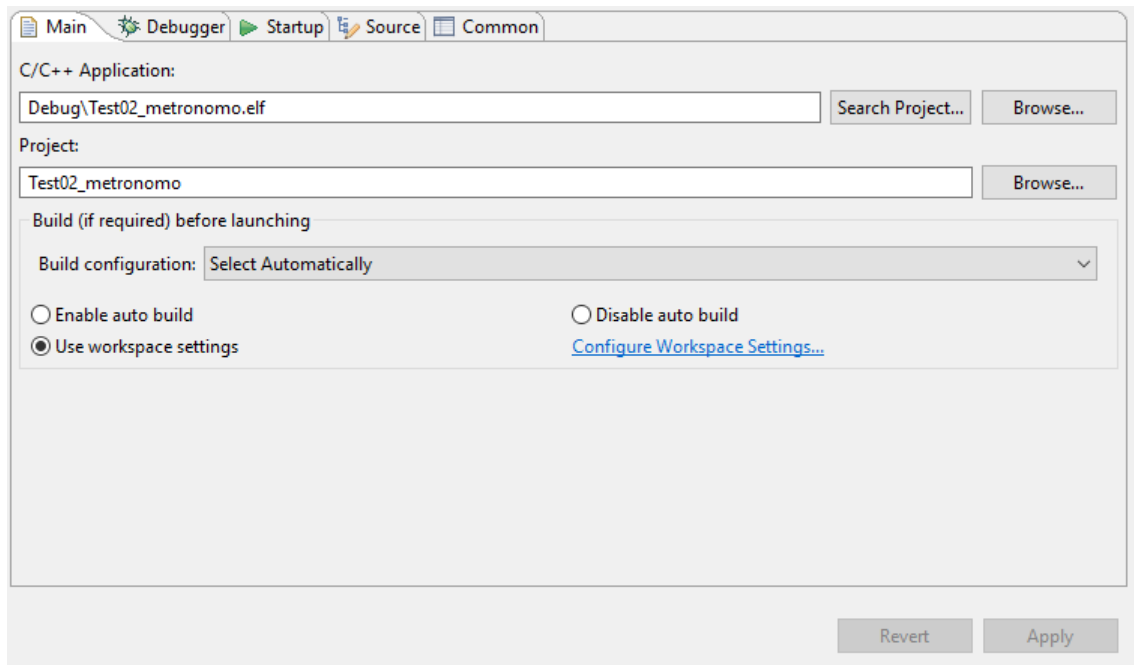 Main Debugger Startup Source Common
C/C++ Application:
Debug\Test02_metronomo.elf Search Project... Browse...
Project:
Test02_metronomo Browse...
Build (if required) before launching
Build configuration: Select Automatically
Enable auto build Disable auto build
Use workspace settings Configure Workspace Settings...
Revert Apply